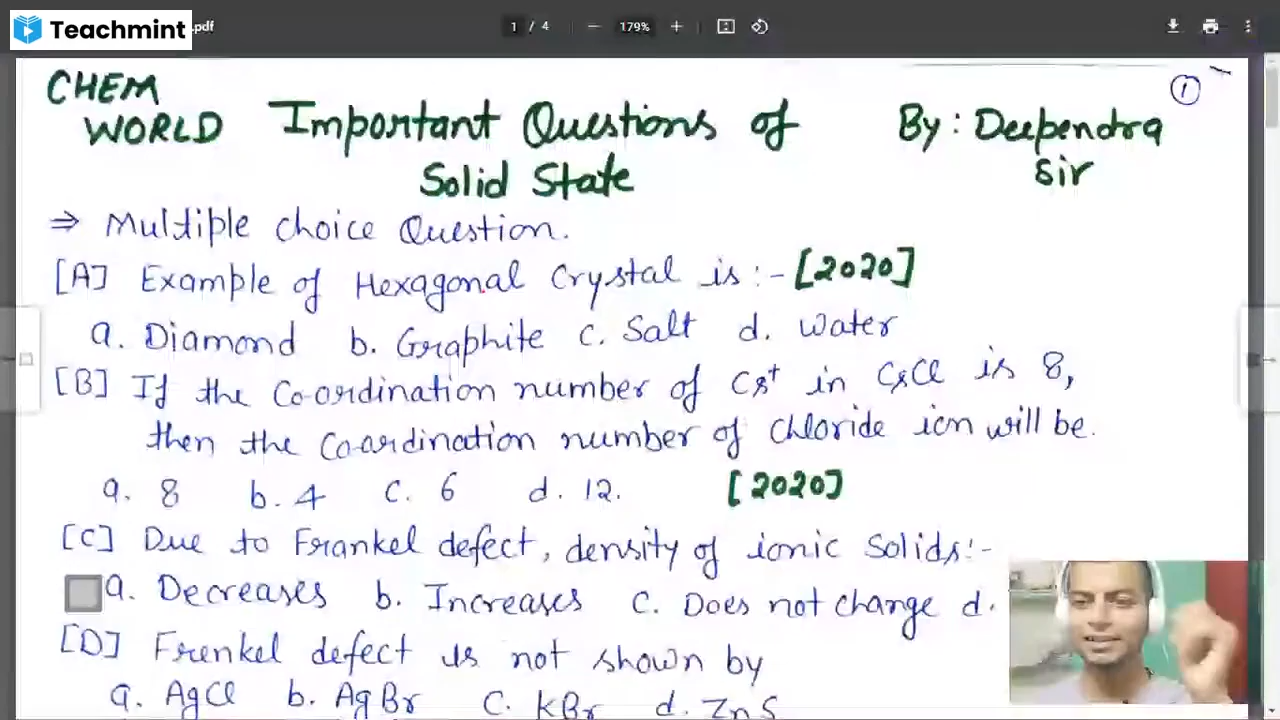 Teachmint
.pdf
1 / 4
179%
①
CHEM
WORLD Important Questions of By : Deependra
Solid State Sir
⇒ Multiple choice Question.
[A] Example of Hexagonal Crystal is :- [2020]
a. Diamond b. Graphite c. Salt d. water
[B] If the Co-ordination number of Cs⁺ in CsCl is 8,
then the Co-ordination number of chloride ion will be.
a. 8 b. 4 c. 6 d. 12. [2020]
[C] Due to Frankel defect, density of ionic Solids:-
a. Decreases b. Increases c. Does not change d.
[D] Frenkel defect is not shown by
a. AgCl b. AgBr c. KBr d. ZnS